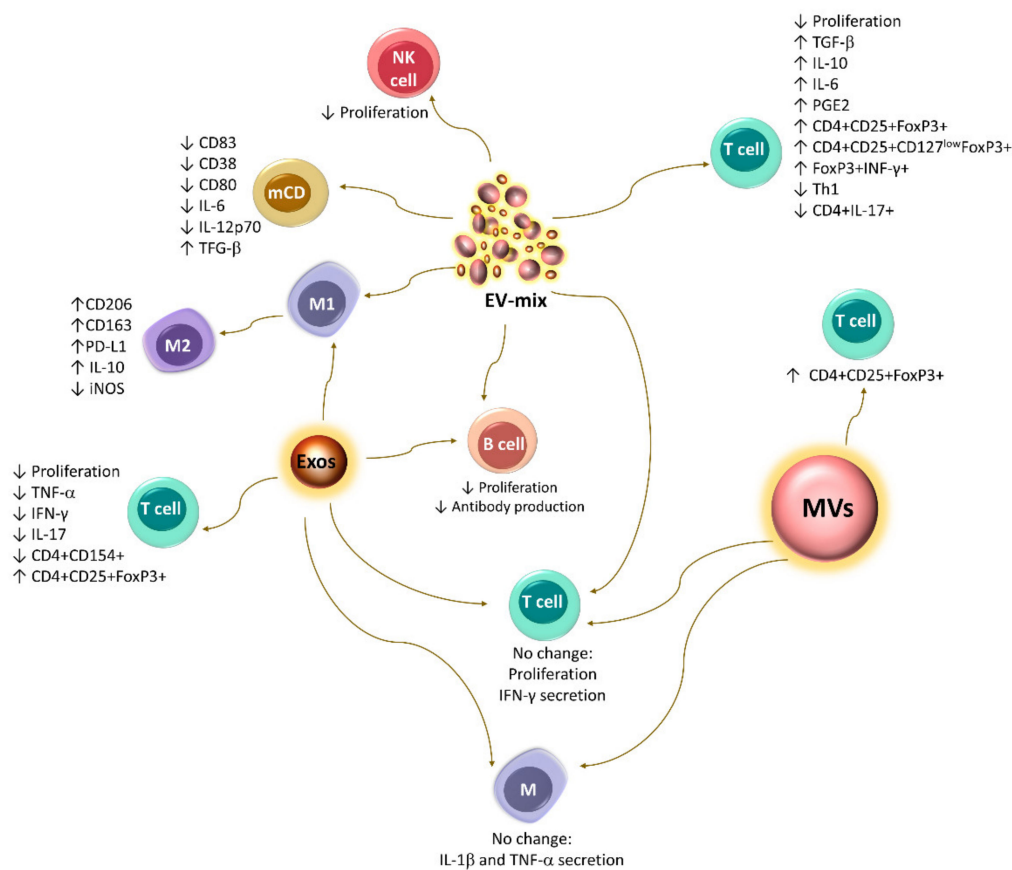 NK
cell
↓ Proliferation
↓ Proliferation
↑ TGF-β
↑ IL-10
↑ IL-6
↑ PGE2
↑ CD4+CD25+FoxP3+
↑ CD4+CD25+CD127lowFoxP3+
↑ FoxP3+INF-γ+
↓ Th1
↓ CD4+IL-17+
T cell
↓ CD83
↓ CD38
↓ CD80
↓ IL-6
↓ IL-12p70
↑ TFG-β
mCD
EV-mix
M1
M2
↑CD206
↑CD163
↑PD-L1
↑ IL-10
↓ iNOS
T cell
↑ CD4+CD25+FoxP3+
B cell
↓ Proliferation
↓ Antibody production
Exos
↓ Proliferation
↓ TNF-α
↓ IFN-γ
↓ IL-17
↓ CD4+CD154+
↑ CD4+CD25+FoxP3+
T cell
MVs
T cell
No change:
Proliferation
IFN-γ secretion
M
No change:
IL-1β and TNF-α secretion